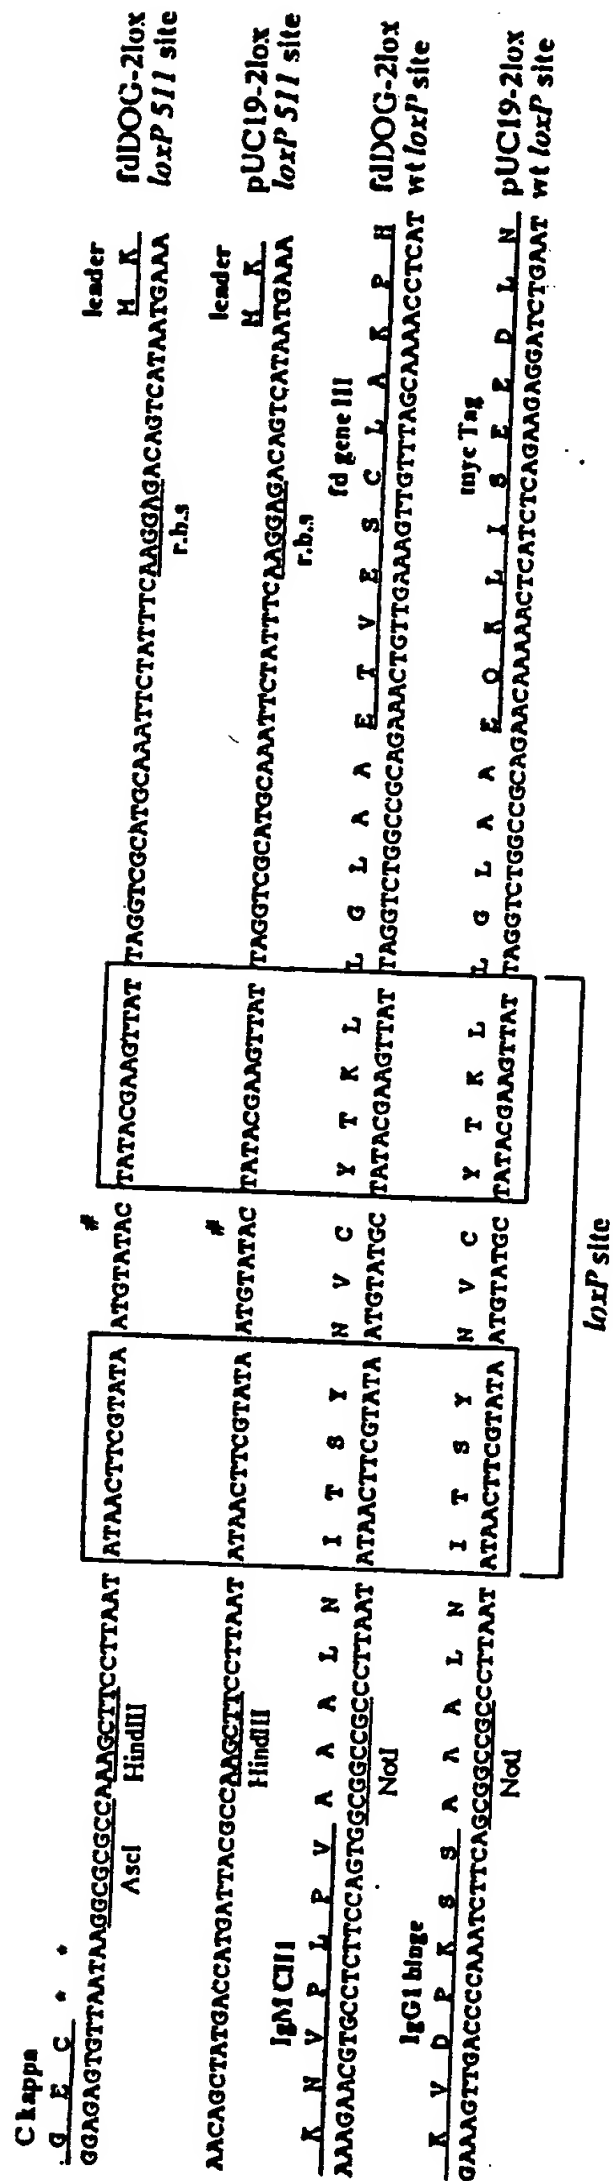 C kappa
G E C * *
leader
M K
GGAGAGTGTTAATAAGGCGCGCCAAAGCTTCCTTAAT ATAACTTCGTATA ATGTATAC TATACGAAGTTAT TAGGTCGCATGCAAATTCTATTTCAAGGAGACAGTCATAATGAAA
#
AscI HindIII r.b.s
fdDOG-2lox
loxP 511 site
leader
M K
AACAGCTATGACCATGATTACGCCAAGCTTCCTTAAT ATAACTTCGTATA ATGTATAC TATACGAAGTTAT TAGGTCGCATGCAAATTCTATTTCAAGGAGACAGTCATAATGAAA
#
HindIII r.b.s
pUC19-2lox
loxP 511 site
IgM CH1 fd gene III
K N V P L P V A A A L N I T S Y N V C Y T K L L G L A A E T V E S C L A K P H
AAAGAACGTGCCTCTTCCAGTGGCGGCCGCCCTTAAT ATAACTTCGTATA ATGTATGC TATACGAAGTTAT TAGGTCTGGCCGCAGAAACTGTTGAAAGTTGTTTAGCAAAACCTCAT
NotI
fdDOG-2lox
wt loxP site
IgG1 hinge myc Tag
K V D P K S S A A A L N I T S Y N V C Y T K L L G L A A E Q K L I S E E D L N
GAAAGTTGACCCCAAATCTTCAGCGGCCGCCCTTAAT ATAACTTCGTATA ATGTATGC TATACGAAGTTAT TAGGTCTGGCCGCAGAACAAAAACTCATCTCAGAAGAGGATCTGAAT
NotI
pUC19-2lox
wt loxP site
loxP site